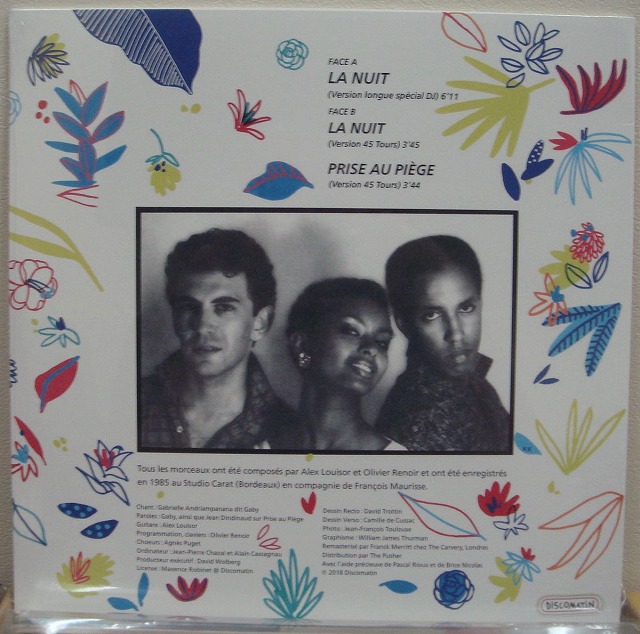 FACE A
LA NUIT
(Version longue spécial DJ) 6'11
FACE B
LA NUIT
(Version 45 Tours) 3'45
PRISE AU PIÈGE
(Version 45 Tours) 3'44
Tous les morceaux ont été composés par Alex Louisor et Olivier Renoir et ont été enregistrés
en 1985 au Studio Carat (Bordeaux) en compagnie de François Maurisse.
Chant : Gabrielle Andriampanana dit Gaby
Paroles : Gaby, ainsi que Jean Dindinaud sur Prise au Piège
Guitare : Alex Louisor
Programmation, claviers : Olivier Renoir
Choeurs : Agnès Puget
Ordinateur : Jean-Pierre Chazal et Alain Cassagnau
Producteur exécutif : David Wolberg
License : Maxence Robinet @ Discomatin
Dessin Recto : David Trottin
Dessin Verso : Camille de Cussac
Photo : Jean-François Toulouse
Graphisme : William James Thurman
Remasterisé par Franck Merritt chez The Carvery, Londres
Distribution par The Pusher
Avec l'aide précieuse de Pascal Rioux et de Brice Nicolas
© 2018 Discomatin
DISCOMATIN